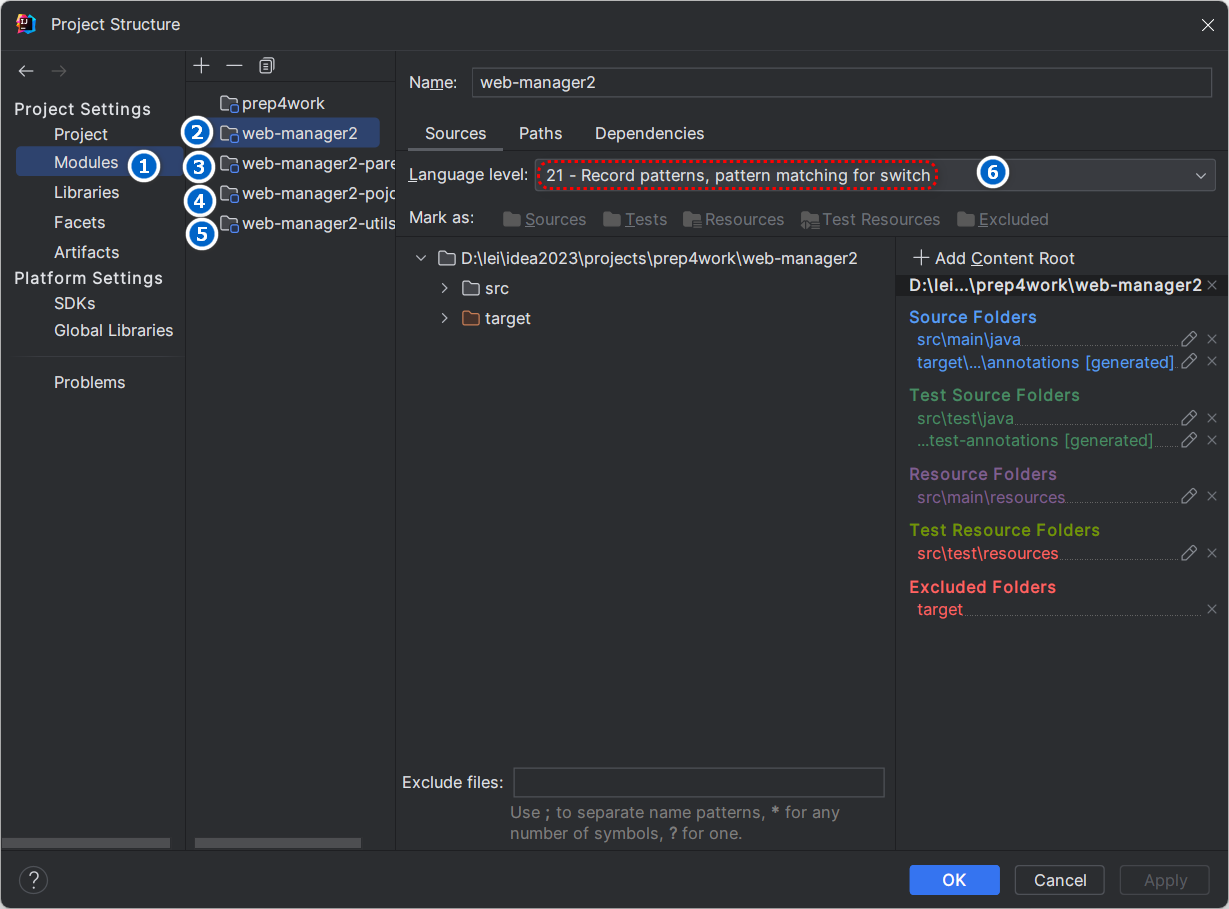 Project Structure
Project Settings
Project
Modules
Libraries
Facets
Artifacts
Platform Settings
SDKs
Global Libraries
Problems
1
prep4work
2 web-manager2
3 web-manager2-pare
4 web-manager2-pojo
5 web-manager2-utils
Name: web-manager2
Sources Paths Dependencies
Language level: 21 - Record patterns, pattern matching for switch 6
Mark as: Sources Tests Resources Test Resources Excluded
D:\lei\idea2023\projects\prep4work\web-manager2
src
target
Exclude files:
Use ; to separate name patterns, * for any
number of symbols, ? for one.
+ Add Content Root
D:\lei...\prep4work\web-manager2
Source Folders
src\main\java
target\...\annotations [generated]
Test Source Folders
src\test\java
...test-annotations [generated]
Resource Folders
src\main\resources
Test Resource Folders
src\test\resources
Excluded Folders
target
?
OK Cancel Apply